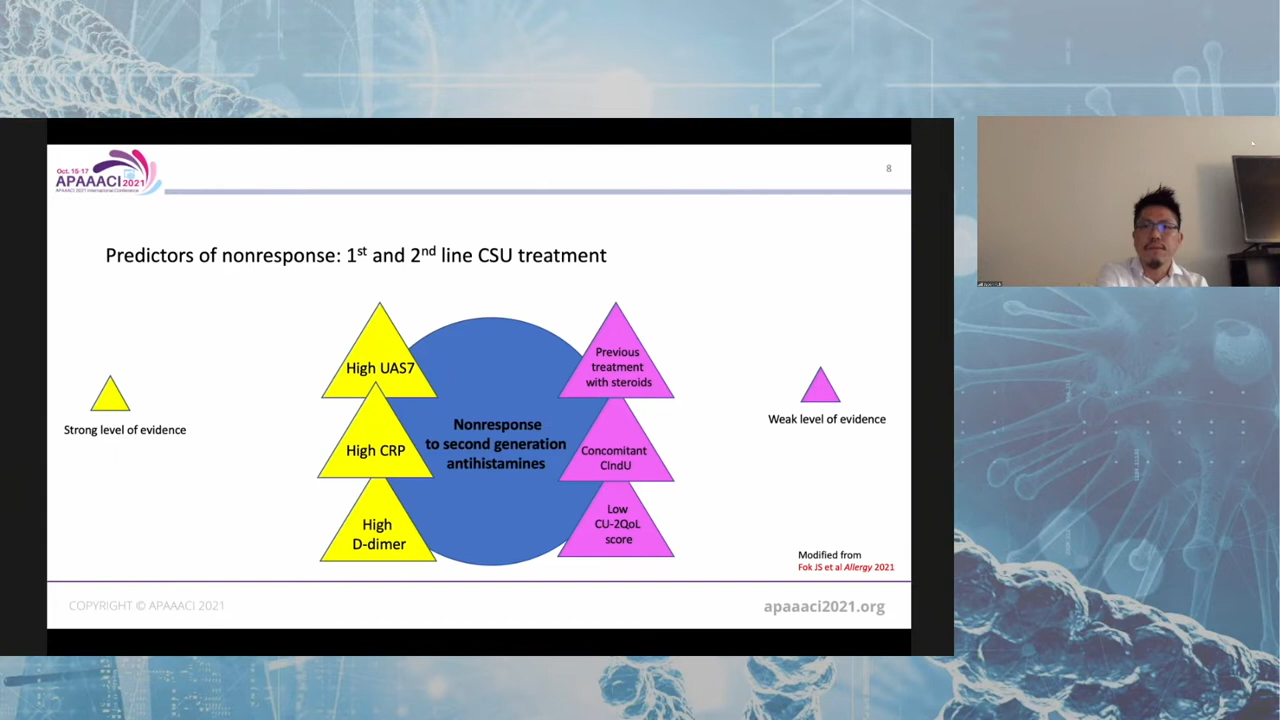 Oct. 15-17
APAAACI 2021
APAAACI 2021 International Conference
8
Predictors of nonresponse: 1st and 2nd line CSU treatment
High UAS7
High CRP
High
D-dimer
Nonresponse
to second generation
antihistamines
Previous
treatment
with steroids
Concomitant
CIndU
Low
CU-2QoL
score
Strong level of evidence
Weak level of evidence
Modified from
Fok JS et al Allergy 2021
COPYRIGHT © APAAACI 2021
apaaaci2021.org